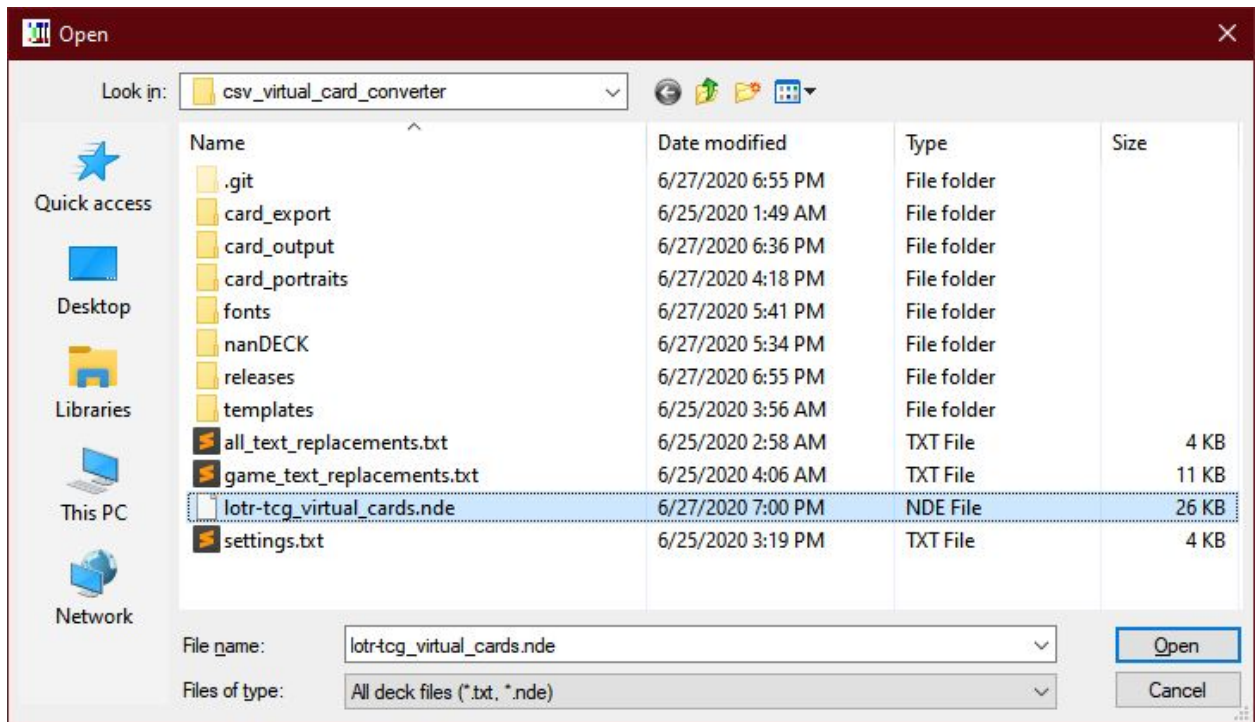 Open
Look in: csv_virtual_card_converter
Name Date modified Type Size
.git 6/27/2020 6:55 PM File folder
card_export 6/25/2020 1:49 AM File folder
card_output 6/27/2020 6:36 PM File folder
card_portraits 6/27/2020 4:18 PM File folder
fonts 6/27/2020 5:41 PM File folder
nanDECK 6/27/2020 5:34 PM File folder
releases 6/27/2020 6:55 PM File folder
templates 6/25/2020 3:56 AM File folder
all_text_replacements.txt 6/25/2020 2:58 AM TXT File 4 KB
game_text_replacements.txt 6/25/2020 4:06 AM TXT File 11 KB
lotr-tcg_virtual_cards.nde 6/27/2020 7:00 PM NDE File 26 KB
settings.txt 6/25/2020 3:19 PM TXT File 4 KB
Quick access
Desktop
Libraries
This PC
Network
File name: lotr-tcg_virtual_cards.nde Open
Files of type: All deck files (*.txt, *.nde) Cancel